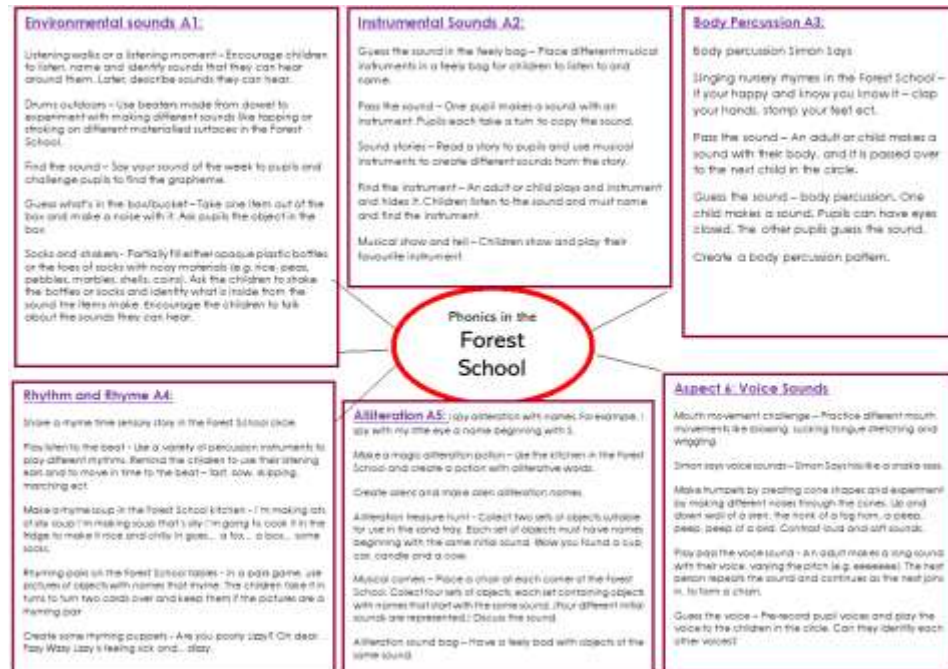 Environmental sounds A1:
Listening walks or a listening moment – Encourage children
to listen, name and identify sounds that they can hear
around them. Later, describe sounds they can hear.
Drums outdoors – Use beaters made from dowel to
experiment with making different sounds like tapping or
stroking on different materialled surfaces in the Forest
School.
Find the sound – Say your sound of the week to pupils and
challenge pupils to find the grapheme.
Guess what's in the box/bucket – Take one item out of the
box and make a noise with it. Ask pupils the object in the
box.
Socks and shakers - Partially fill either opaque plastic bottles
or the toes of socks with noisy materials (e.g. rice, peas,
pebbles, marbles, shells, coins). Ask the children to shake
the bottles or socks and identify what is inside from the
sound the items make. Encourage the children to talk
about the sounds they can hear.
Instrumental Sounds A2:
Guess the sound in the feely bag – Place different musical
instruments in a feely bag for children to listen to and
name.
Pass the sound – One pupil makes a sound with an
instrument. Pupils each take a turn to copy the sound.
Sound stories – Read a story to pupils and use musical
instruments to create different sounds from the story.
Find the instrument – An adult or child plays and instrument
and hides it. Children listen to the sound and must name
and find the instrument.
Musical show and tell – Children show and play their
favourite instrument.
Body Percussion A3:
Body percussion Simon Says
Singing nursery rhymes in the Forest School –
if your happy and know you know it – clap
your hands, stomp your feet ect.
Pass the sound – An adult or child makes a
sound with their body, and it is passed over
to the next child in the circle.
Guess the sound – body percussion. One
child makes a sound. Pupils can have eyes
closed. The other pupils guess the sound.
Create a body percussion pattern.
Phonics in the
Forest
School
Rhythm and Rhyme A4:
Share a rhyme time sensory story in the Forest School circle.
Play listen to the beat - Use a variety of percussion instruments to
play different rhythms. Remind the children to use their listening
ears and to move in time to the beat – fast, slow, skipping,
marching ect.
Make a rhyme soup in the Forest School kitchen - I'm making lots
of silly soup I'm making soup that's silly I'm going to cook it in the
fridge to make it nice and chilly In goes... a fox... a box... some
socks.
Rhyming pairs on the Forest School tables - In a pairs game, use
pictures of objects with names that rhyme. The children take it in
turns to turn two cards over and keep them if the pictures are a
rhyming pair.
Create some rhyming puppets - Are you poorly Lizzy? Oh dear.
Fizzy Wizzy Lizzy is feeling sick and... dizzy.
Alliteration A5: I spy alliteration with names. For example, I
spy with my little eye a name beginning with S.
Make a magic alliteration potion – Use the kitchen in the Forest
School and create a potion with alliterative words.
Create aliens and make alien alliteration names.
Alliteration treasure hunt - Collect two sets of objects suitable
for use in the sand tray. Each set of objects must have names
beginning with the same initial sound. Wow you found a cup,
car, candle and a cow.
Musical corners – Place a chair at each corner of the Forest
School. Collect four sets of objects, each set containing objects
with names that start with the same sound. (Four different initial
sounds are represented.) Discuss the sound.
Alliteration sound bag – Have a feely bad with objects of the
same sound.
Aspect 6: Voice Sounds
Mouth movement challenge – Practice different mouth
movements like blowing, sucking tongue stretching and
wiggling.
Simon says voice sounds – Simon Says hiss like a snake ssss.
Make trumpets by creating cone shapes and experiment
by making different noises through the cones. Up and
down wail of a siren, the honk of a fog horn, a peep,
peep, peep of a bird. Contrast loud and soft sounds.
Play pass the voice sound – An adult makes a long sound
with their voice, varying the pitch (e.g. eeeeeee). The next
person repeats the sound and continues as the next joins
in, to form a chain.
Guess the voice – Pre-record pupil voices and play the
voice to the children in the circle. Can they identify each
other voices?